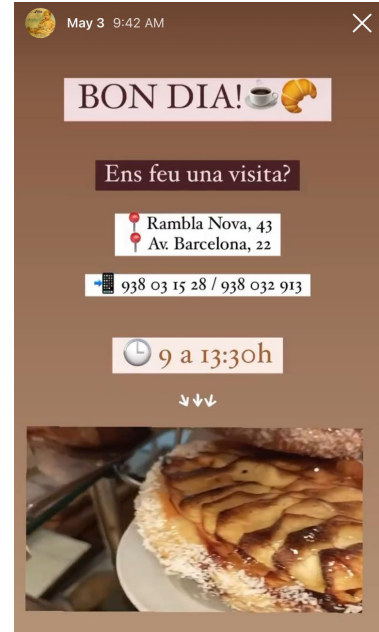 May 3 9:42 AM
BON DIA!☕🥐
Ens feu una visita?
📍Rambla Nova, 43
📍Av. Barcelona, 22
📲 938 03 15 28 / 938 032 913
🕒 9 a 13:30h